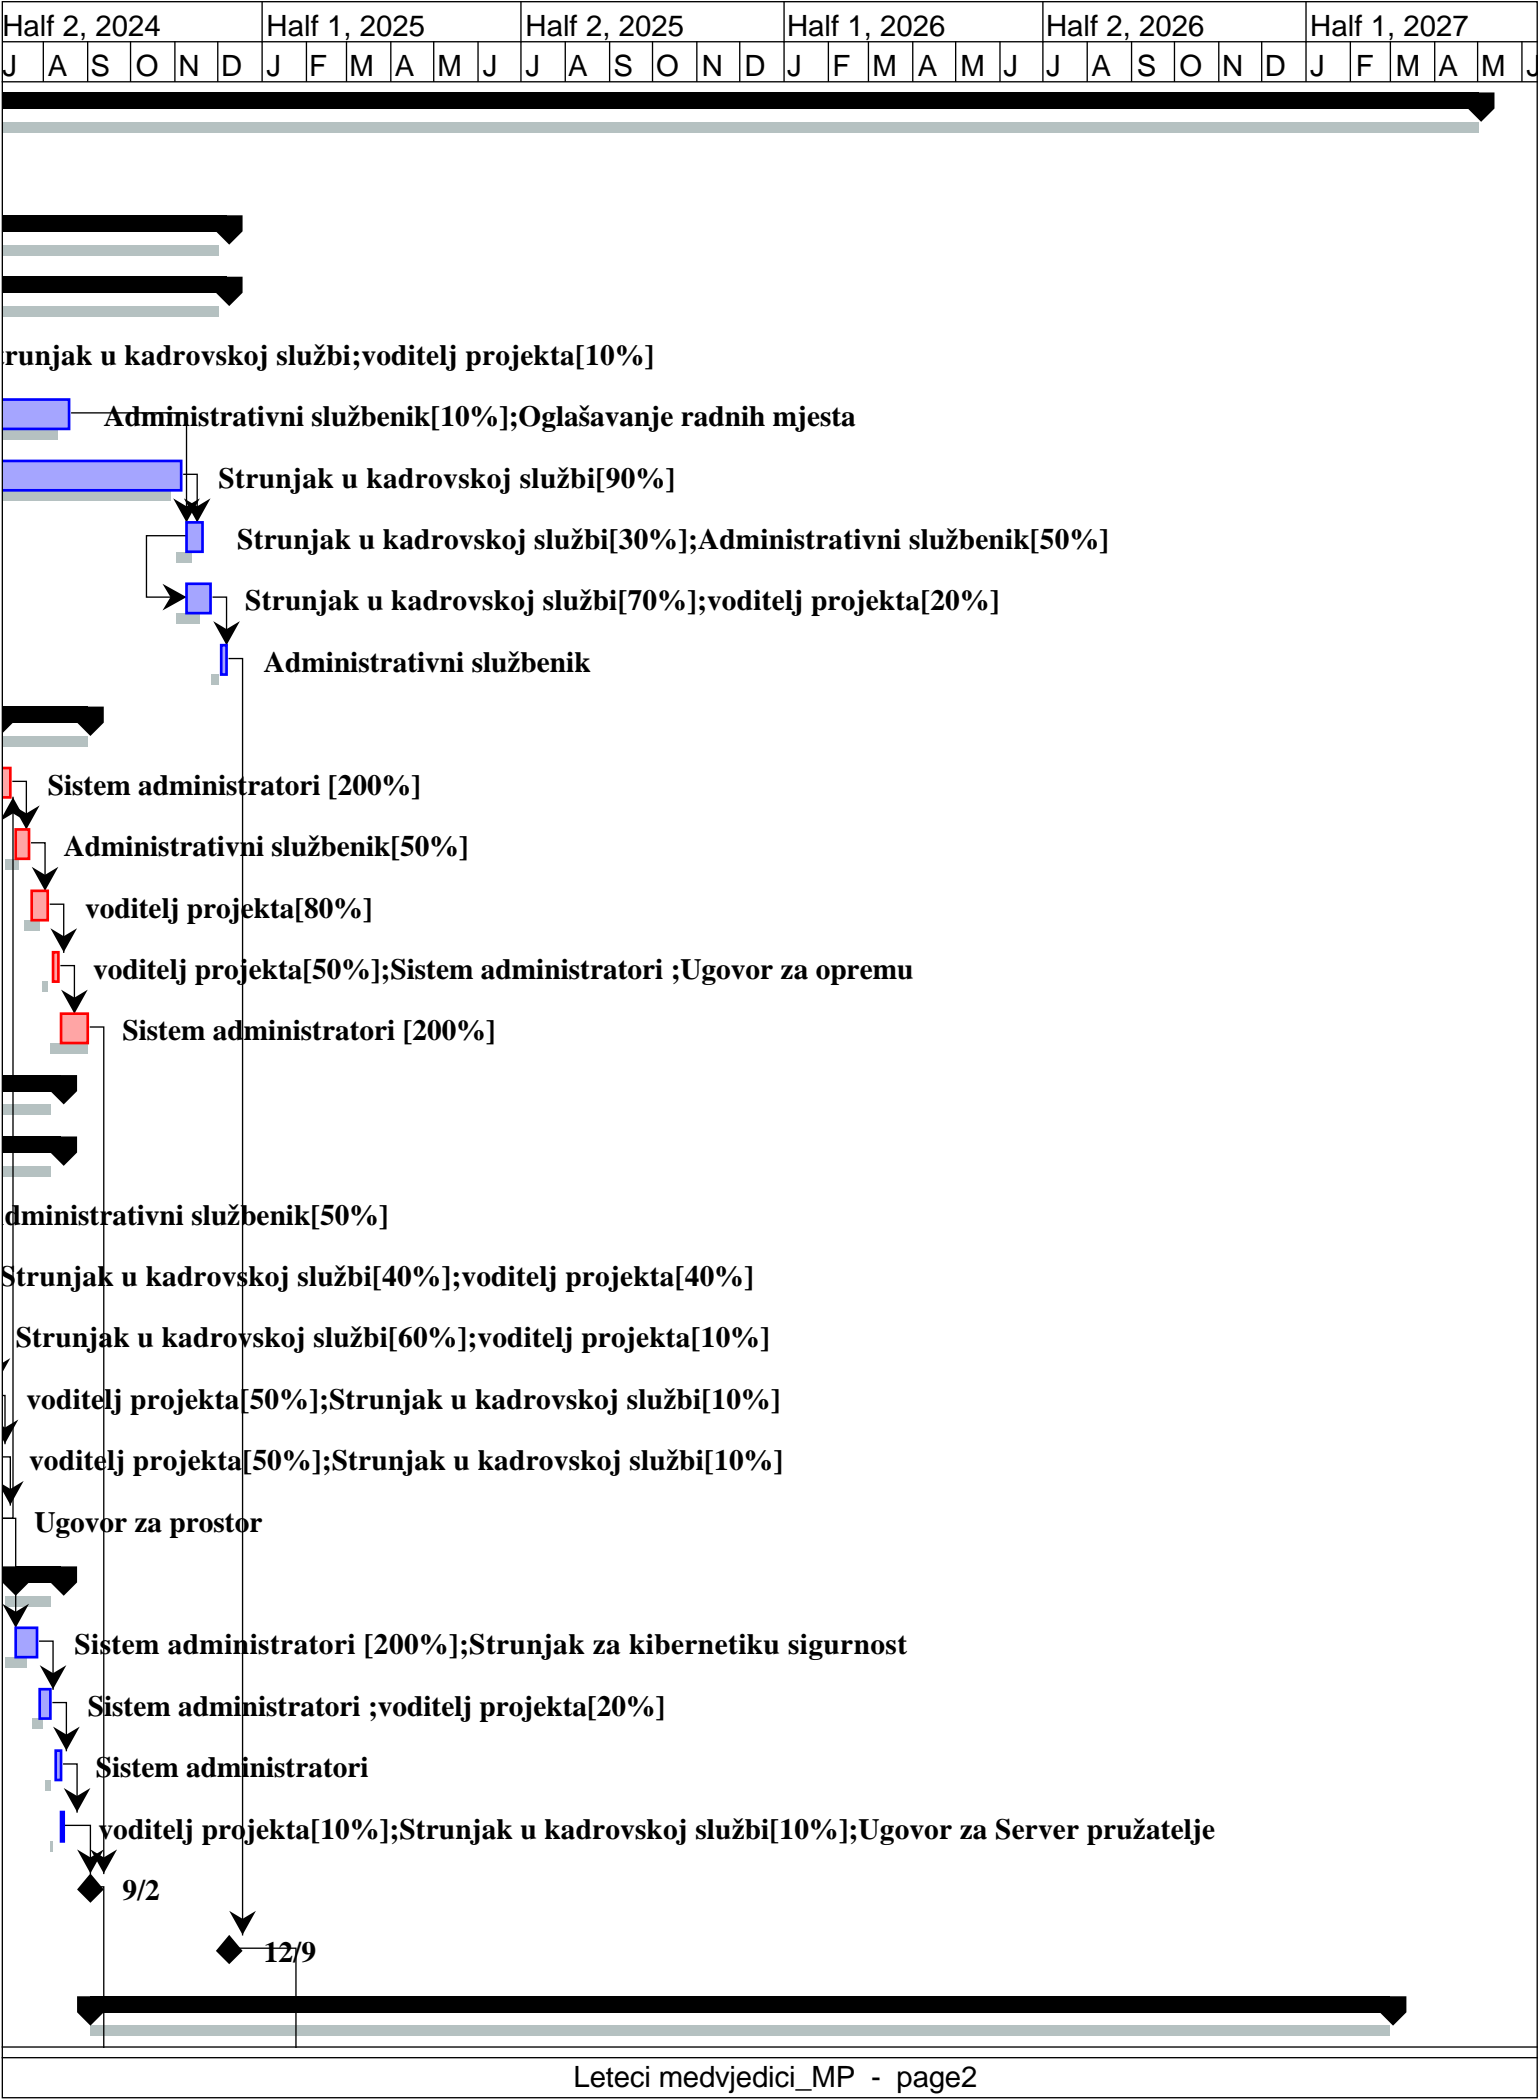 Half 2, 2024 Half 1, 2025 Half 2, 2025 Half 1, 2026 Half 2, 2026 Half 1, 2027
J A S O N D J F M A M J J A S O N D J F M A M J J A S O N D J F M A M J
trunjak u kadrovskoj službi;voditelj projekta[10%]
Administrativni službenik[10%];Oglašavanje radnih mjesta
Strunjak u kadrovskoj službi[90%]
Strunjak u kadrovskoj službi[30%];Administrativni službenik[50%]
Strunjak u kadrovskoj službi[70%];voditelj projekta[20%]
Administrativni službenik
Sistem administratori [200%]
Administrativni službenik[50%]
voditelj projekta[80%]
voditelj projekta[50%];Sistem administratori ;Ugovor za opremu
Sistem administratori [200%]
dministrativni službenik[50%]
Strunjak u kadrovskoj službi[40%];voditelj projekta[40%]
Strunjak u kadrovskoj službi[60%];voditelj projekta[10%]
voditelj projekta[50%];Strunjak u kadrovskoj službi[10%]
voditelj projekta[50%];Strunjak u kadrovskoj službi[10%]
Ugovor za prostor
Sistem administratori [200%];Strunjak za kibernetiku sigurnost
Sistem administratori ;voditelj projekta[20%]
Sistem administratori
voditelj projekta[10%];Strunjak u kadrovskoj službi[10%];Ugovor za Server pružatelje
9/2
12/9
Leteci medvjedici_MP - page2